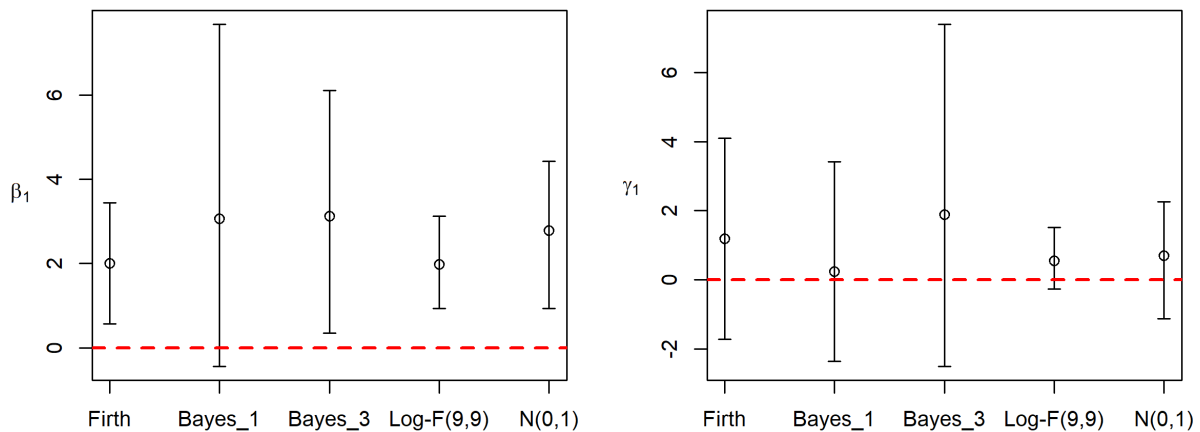 β1
0
2
4
6
Firth
Bayes_1
Bayes_3
Log-F(9,9)
N(0,1)
γ1
-2
0
2
4
6
Firth
Bayes_1
Bayes_3
Log-F(9,9)
N(0,1)